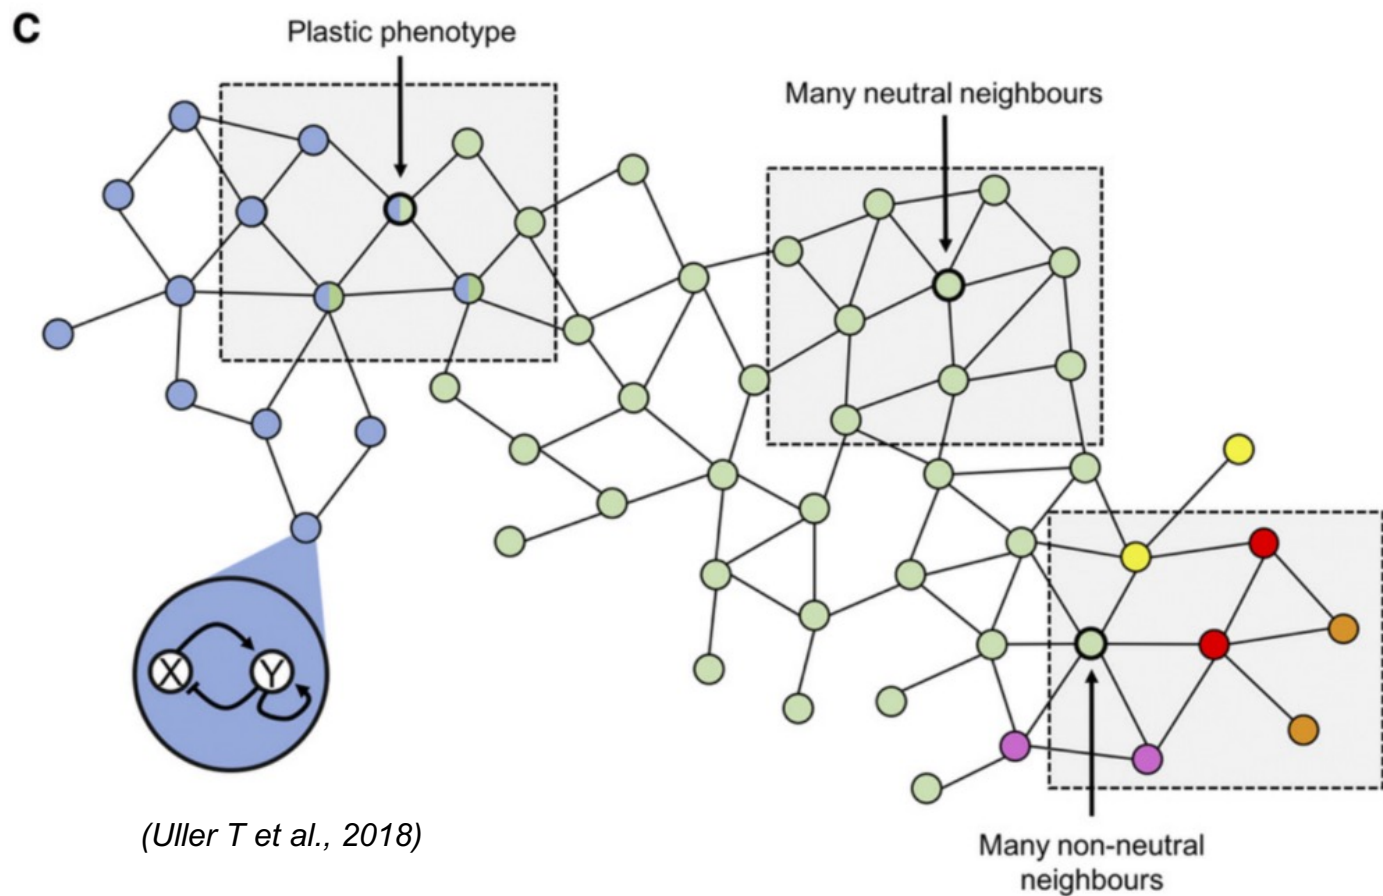 C
Plastic phenotype
Many neutral neighbours
X
Y
(Uller T et al., 2018)
Many non-neutral
neighbours